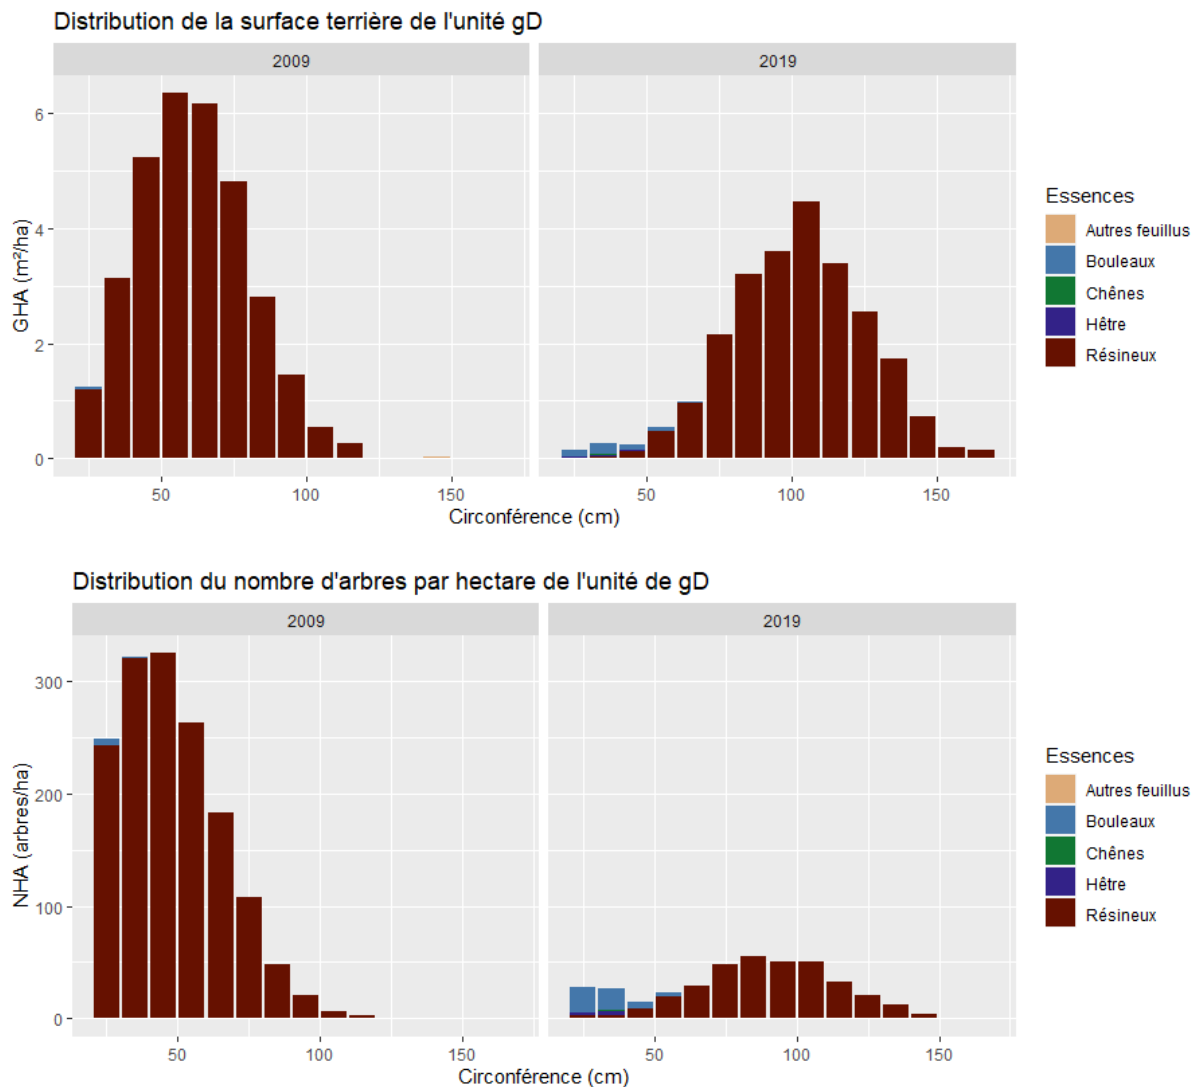 Distribution de la surface terrière de l'unité gD
2009
2019
GHA (m²/ha)
6
4
2
0
50
100
150
50
100
150
Circonférence (cm)
Essences
Autres feuillus
Bouleaux
Chênes
Hêtre
Résineux
Distribution du nombre d'arbres par hectare de l'unité de gD
2009
2019
NHA (arbres/ha)
300
200
100
0
50
100
150
50
100
150
Circonférence (cm)
Essences
Autres feuillus
Bouleaux
Chênes
Hêtre
Résineux